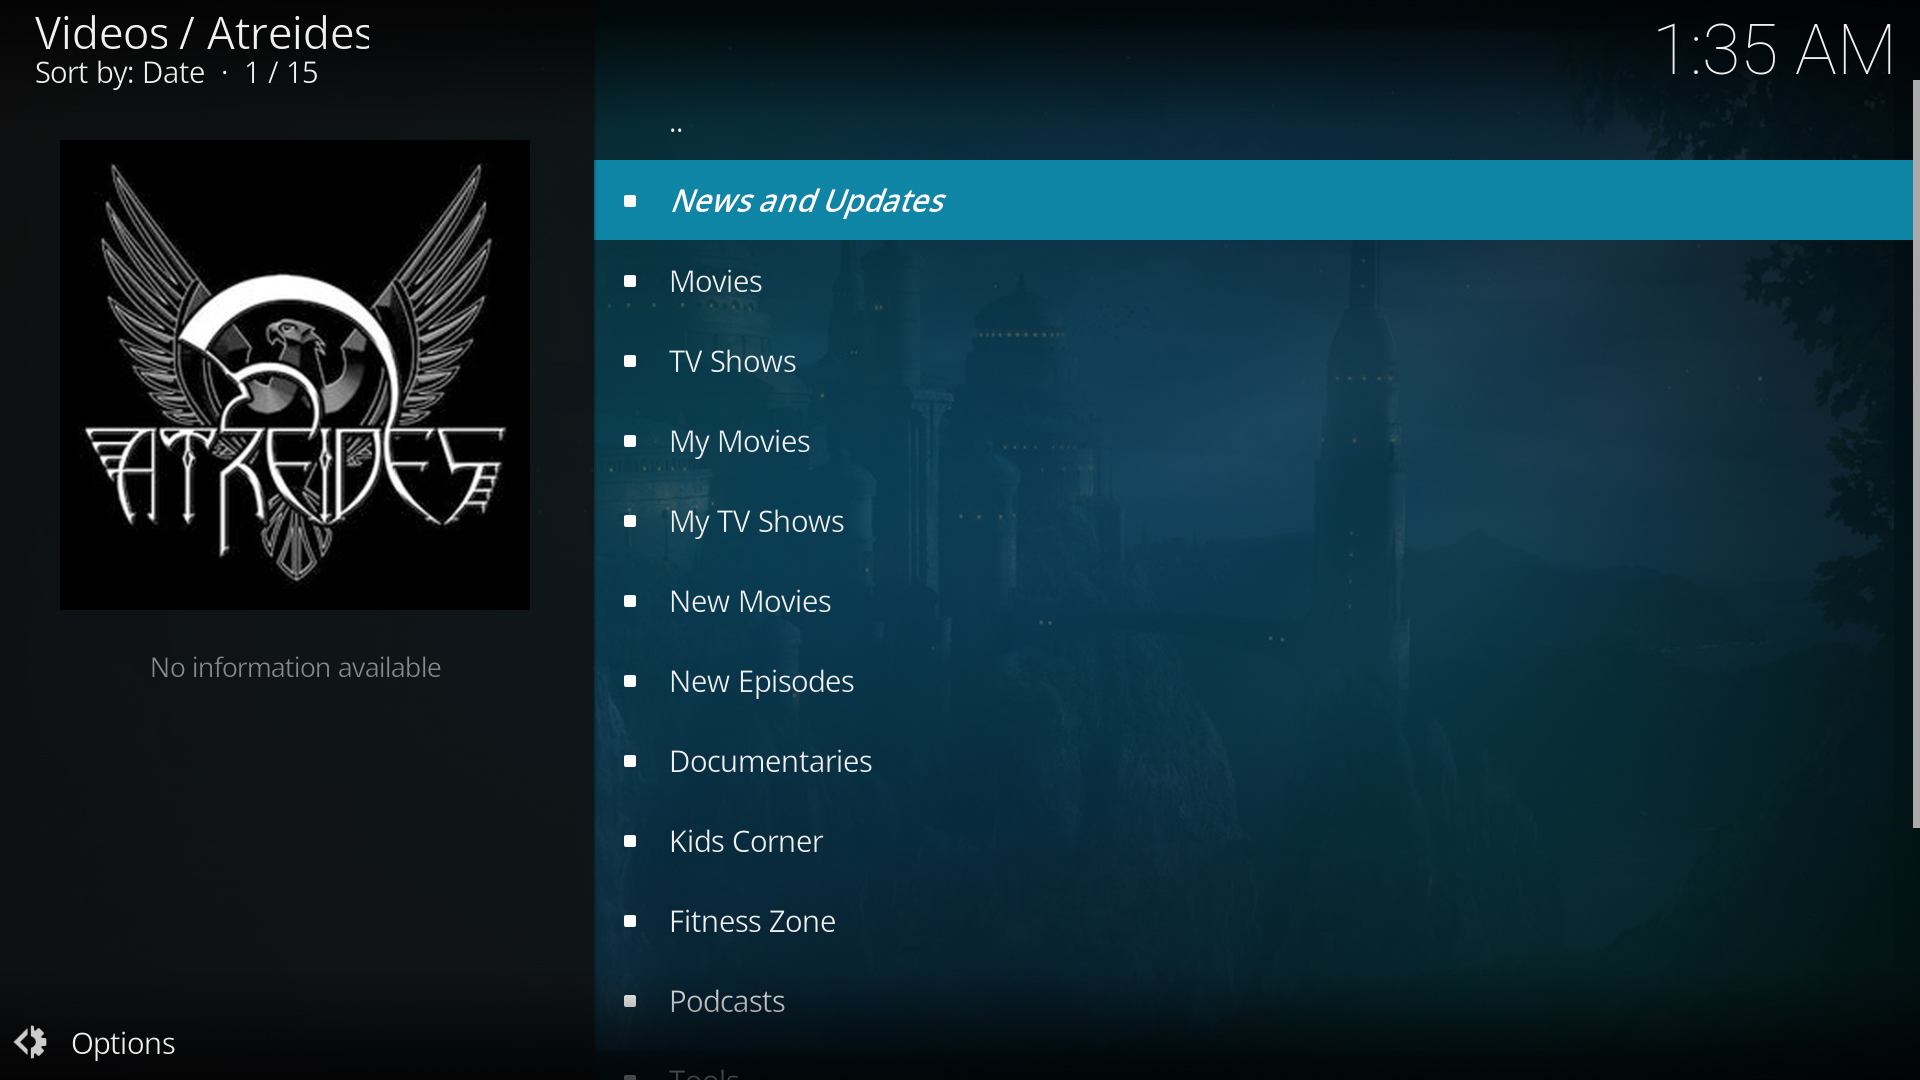 Videos / Atreides
Sort by: Date · 1 / 15
1:35 AM
..
News and Updates
Movies
TV Shows
My Movies
My TV Shows
New Movies
New Episodes
Documentaries
Kids Corner
Fitness Zone
Podcasts
Tools
ATREIDES
No information available
Options